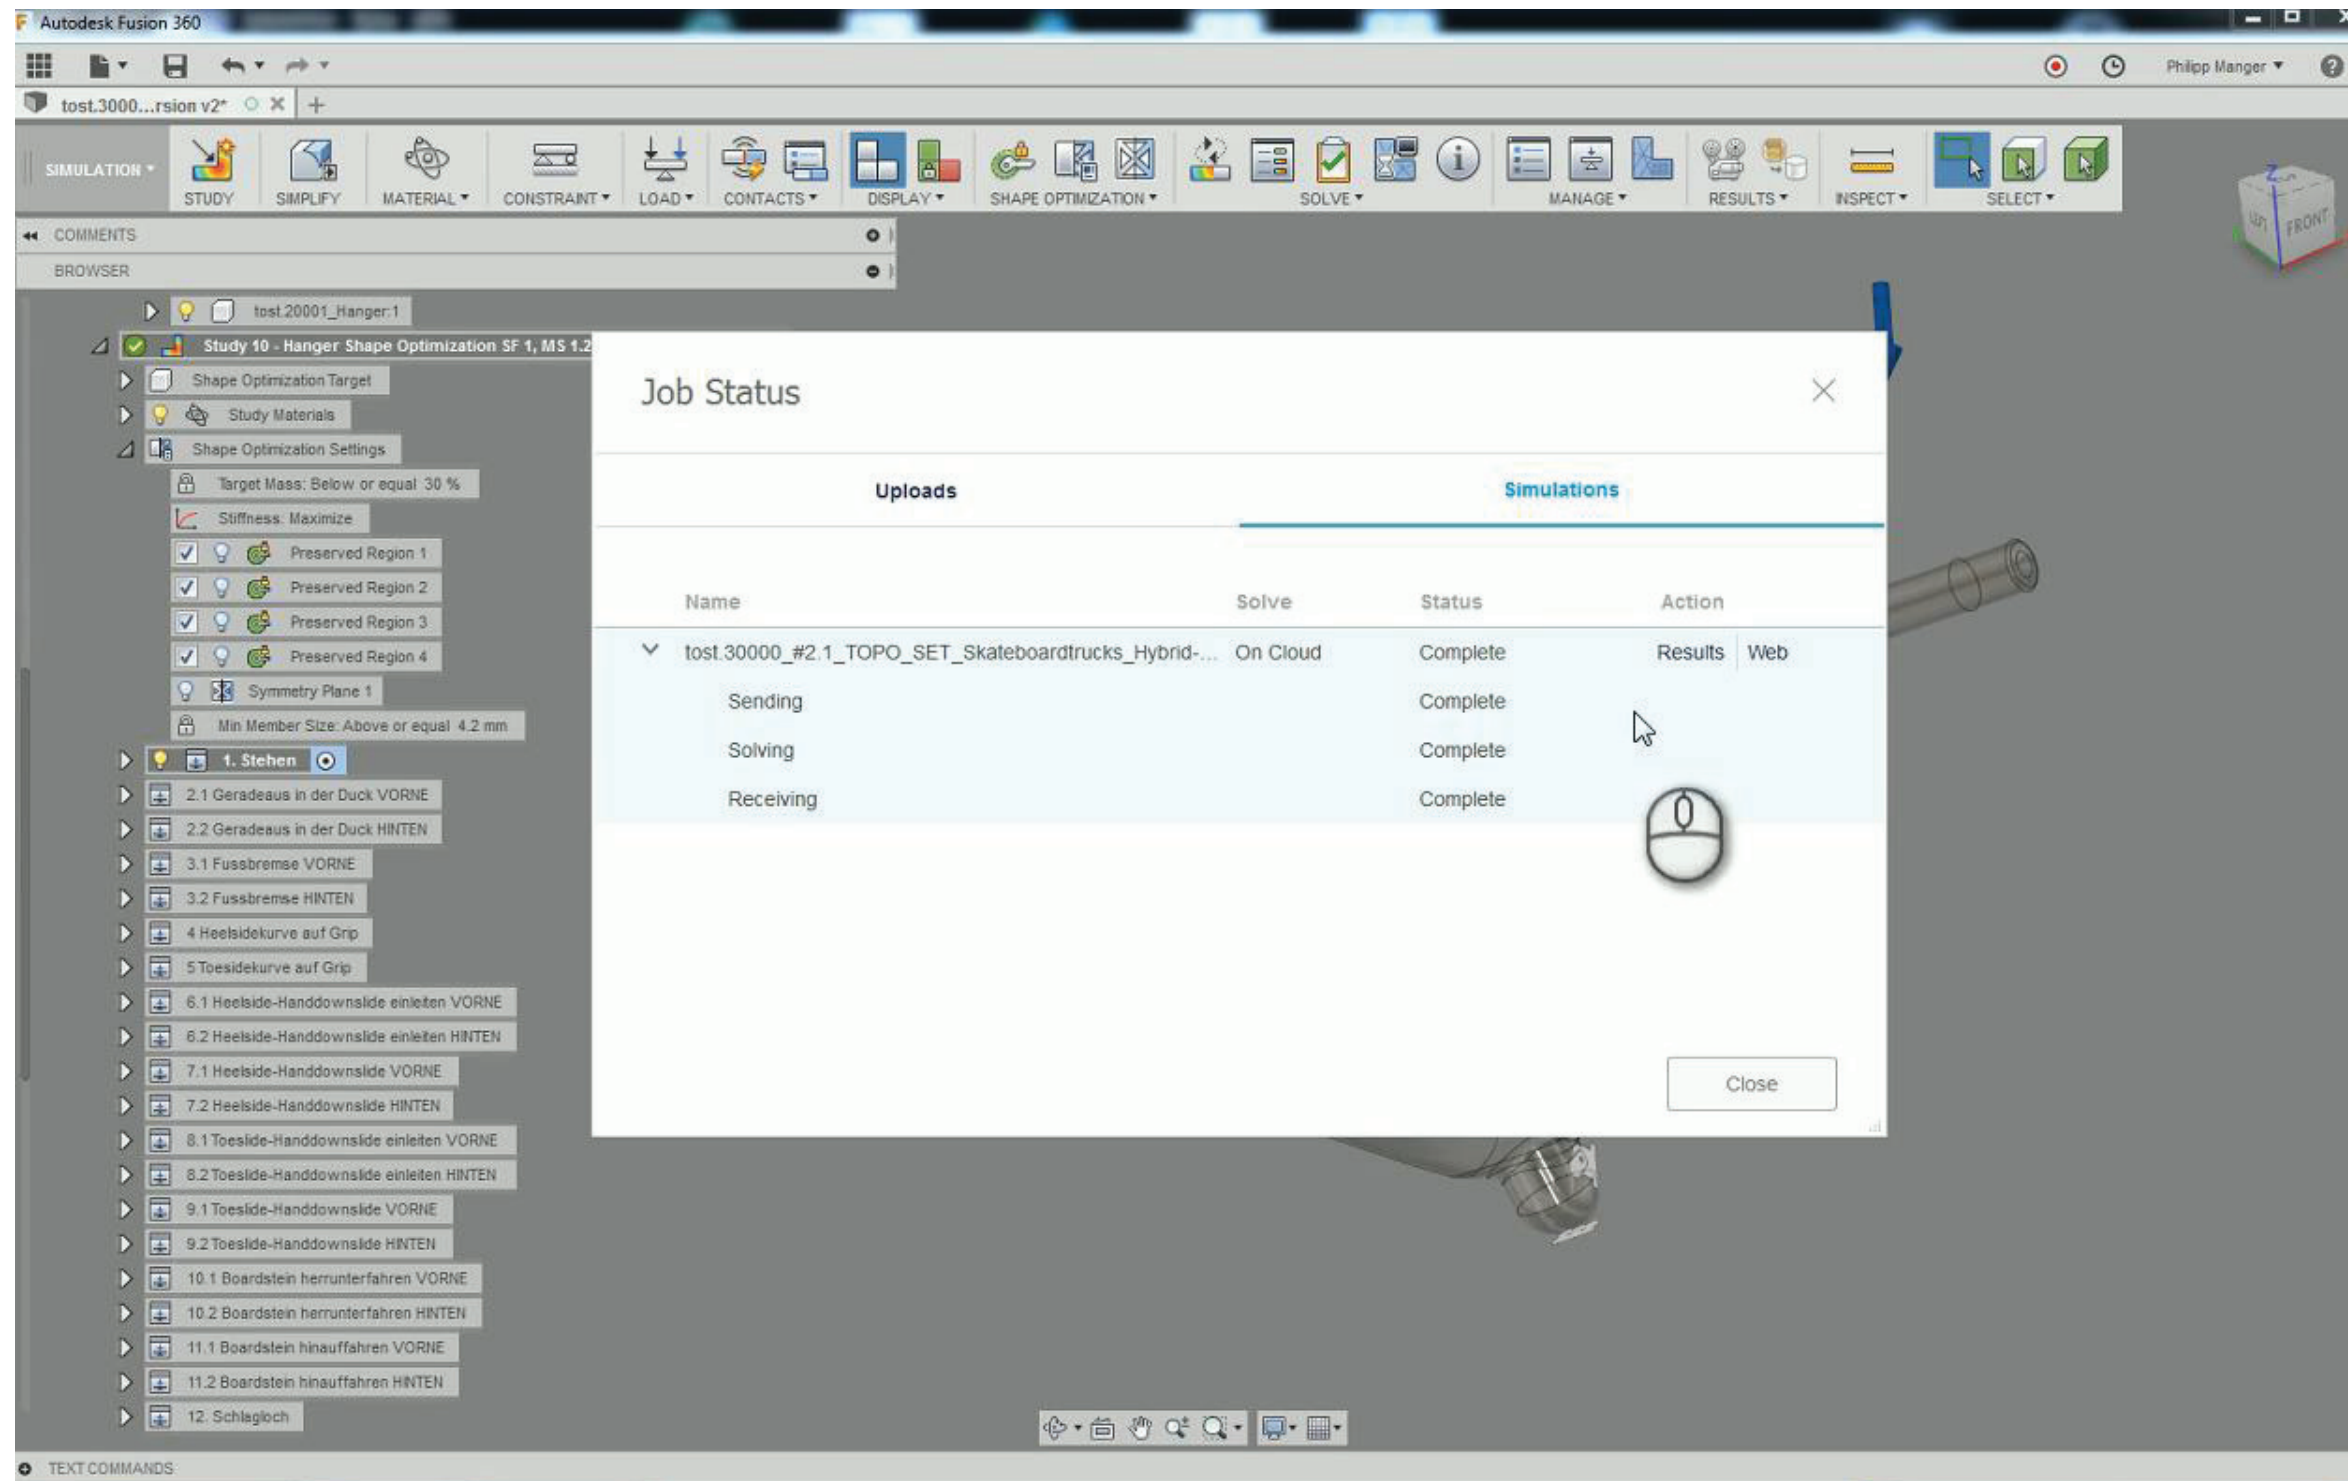 Autodesk Fusion 360
Philipp Manger
tost.3000...rsion v2*
SIMULATION
STUDY
SIMPLIFY
MATERIAL
CONSTRAINT
LOAD
CONTACTS
DISPLAY
SHAPE OPTIMIZATION
SOLVE
MANAGE
RESULTS
INSPECT
SELECT
Z
LEFT
FRONT
COMMENTS
BROWSER
tost.20001_Hanger:1
Study 10 - Hanger Shape Optimization SF 1, MS 1.2
Shape Optimization Target
Study Materials
Shape Optimization Settings
Target Mass: Below or equal 30 %
Stiffness: Maximize
Preserved Region 1
Preserved Region 2
Preserved Region 3
Preserved Region 4
Symmetry Plane 1
Min Member Size: Above or equal 4.2 mm
1. Stehen
2.1 Geradeaus in der Duck VORNE
2.2 Geradeaus in der Duck HINTEN
3.1 Fussbremse VORNE
3.2 Fussbremse HINTEN
4 Heelsidekurve auf Grip
5 Toesidekurve auf Grip
6.1 Heelside-Handdownslide einleiten VORNE
6.2 Heelside-Handdownslide einleiten HINTEN
7.1 Heelside-Handdownslide VORNE
7.2 Heelside-Handdownslide HINTEN
8.1 Toeslide-Handdownslide einleiten VORNE
8.2 Toeslide-Handdownslide einleiten HINTEN
9.1 Toeslide-Handdownslide VORNE
9.2 Toeslide-Handdownslide HINTEN
10.1 Boardstein herrunterfahren VORNE
10.2 Boardstein herrunterfahren HINTEN
11.1 Boardstein hinauffahren VORNE
11.2 Boardstein hinauffahren HINTEN
12. Schlagloch
Job Status
Uploads Simulations
Name Solve Status Action
tost.30000_#2.1_TOPO_SET_Skateboardtrucks_Hybrid-... On Cloud Complete Results Web
Sending Complete
Solving Complete
Receiving Complete
Close
TEXT COMMANDS